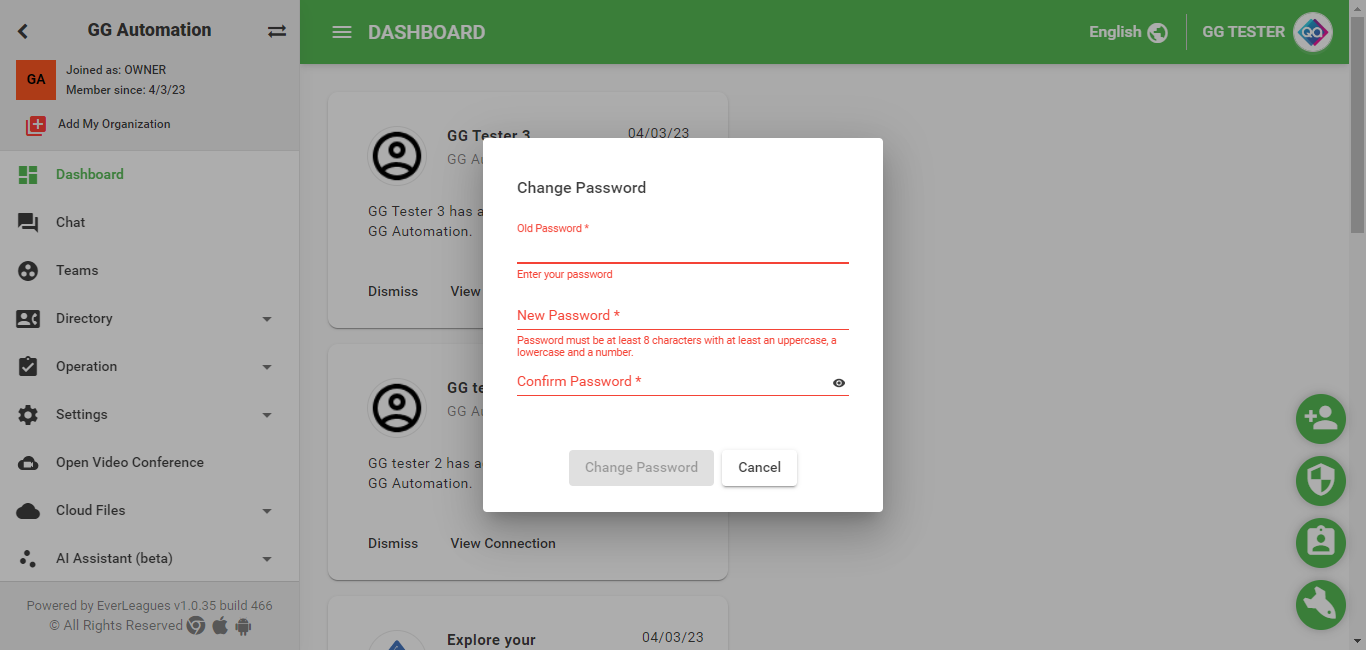 GG Automation
GA
Joined as: OWNER
Member since: 4/3/23
Add My Organization
Dashboard
Chat
Teams
Directory
Operation
Settings
Open Video Conference
Cloud Files
AI Assistant (beta)
Powered by EverLeagues v1.0.35 build 466
© All Rights Reserved
DASHBOARD
English
GG TESTER
QA
GG Tester 3
04/03/23
GG Au
GG Tester 3 has a
GG Automation.
Dismiss
View
GG te
GG Au
GG tester 2 has a
GG Automation.
Dismiss
View Connection
Explore your
04/03/23
Change Password
Old Password *
Enter your password
New Password *
Password must be at least 8 characters with at least an uppercase, a
lowercase and a number.
Confirm Password *
Change Password
Cancel